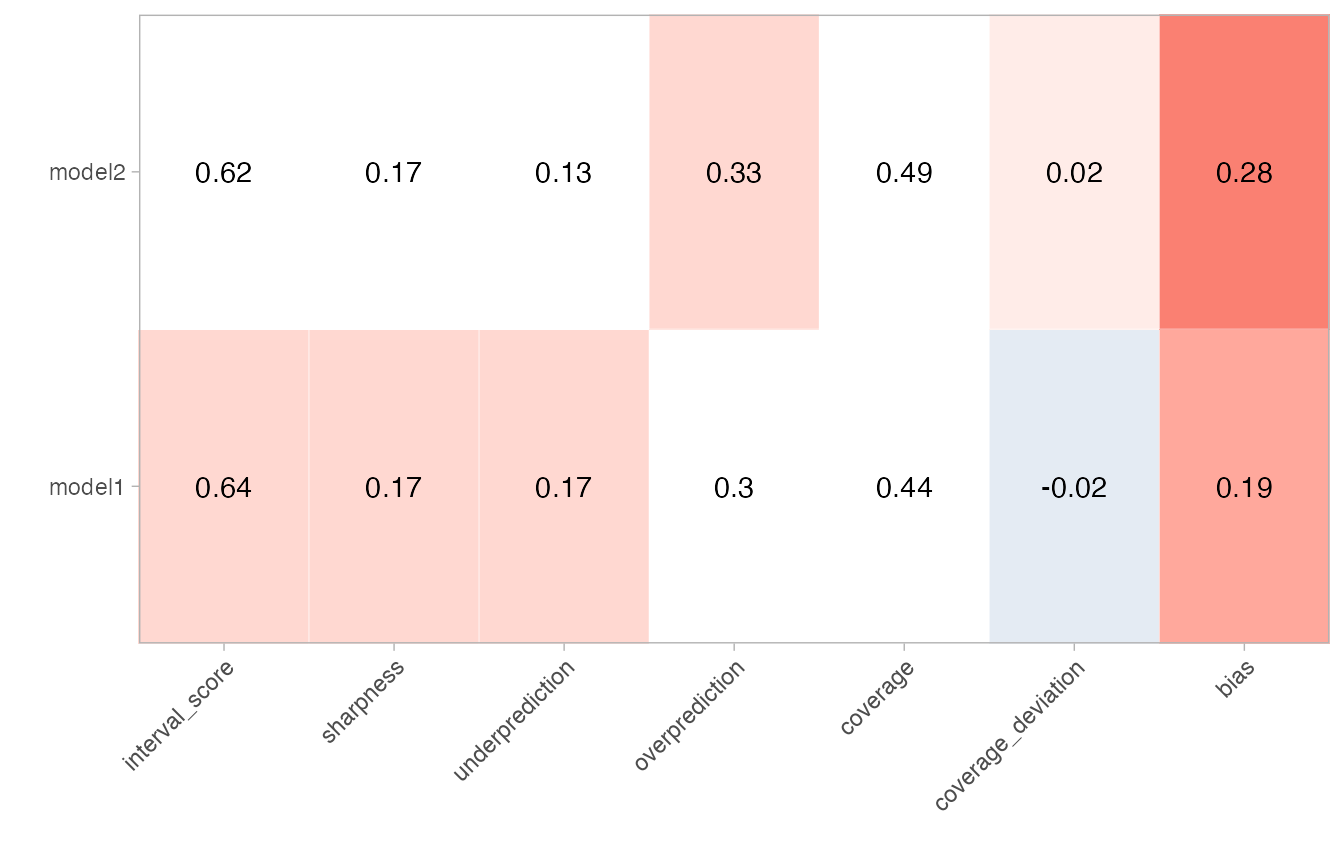 model2 0.62 0.17 0.13 0.33 0.49 0.02 0.28
model1 0.64 0.17 0.17 0.3 0.44 -0.02 0.19
interval_score sharpness underprediction overprediction coverage coverage_deviation bias